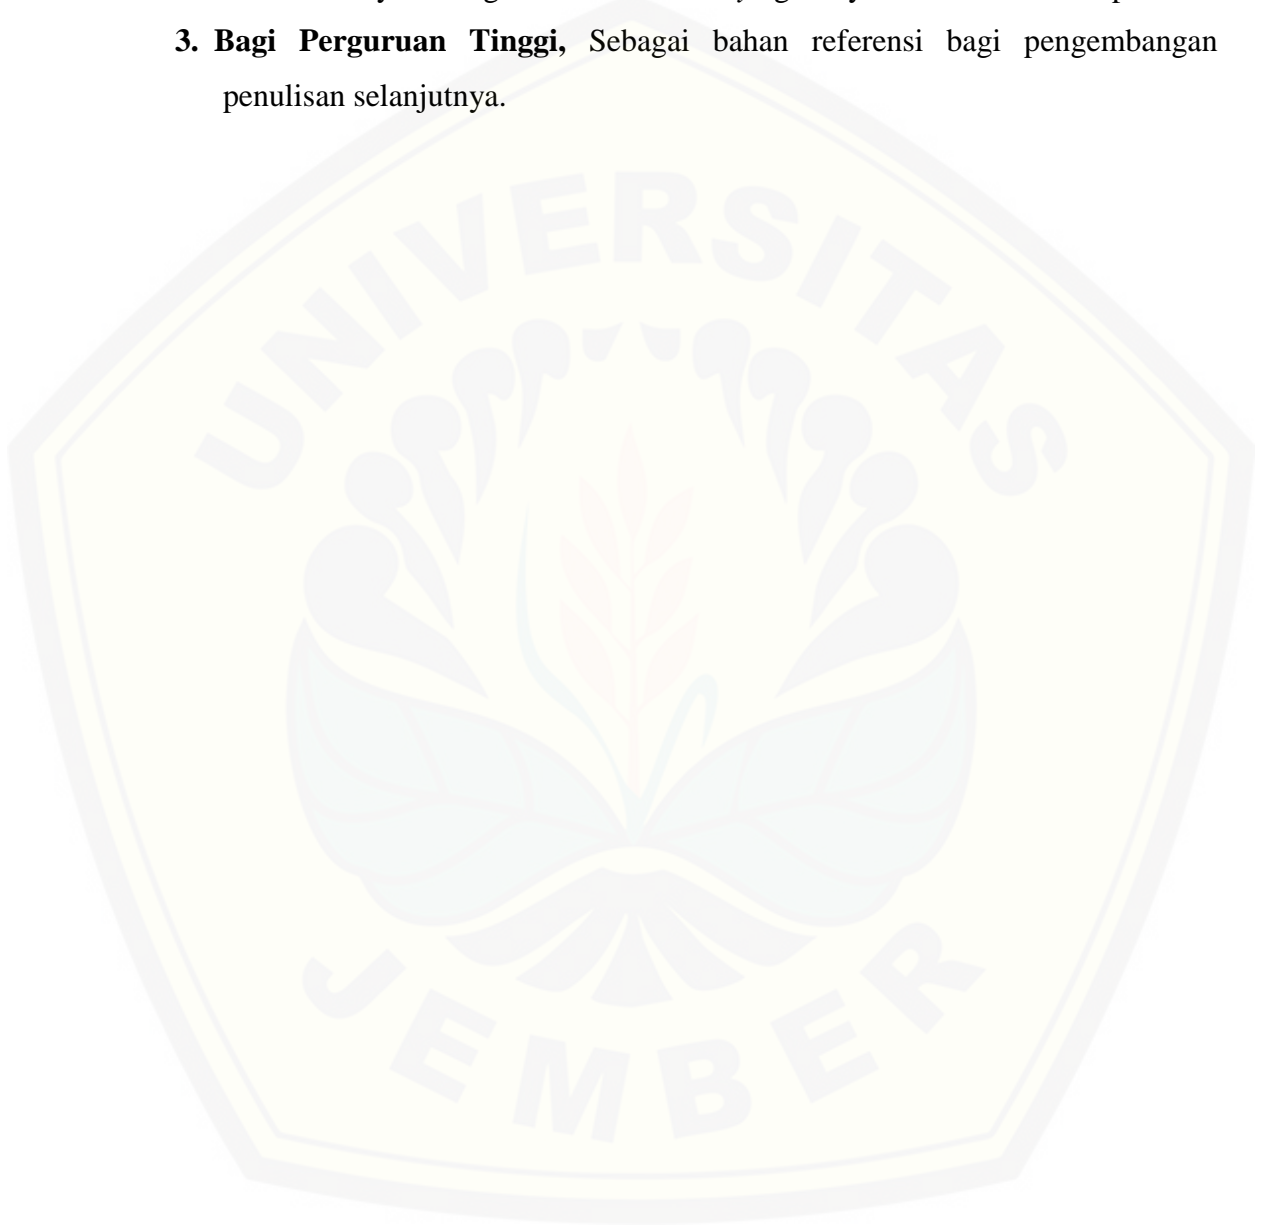 3. Bagi Perguruan Tinggi, Sebagai bahan referensi bagi pengembangan
penulisan selanjutnya.
UNIVERSITAS
JEMBER